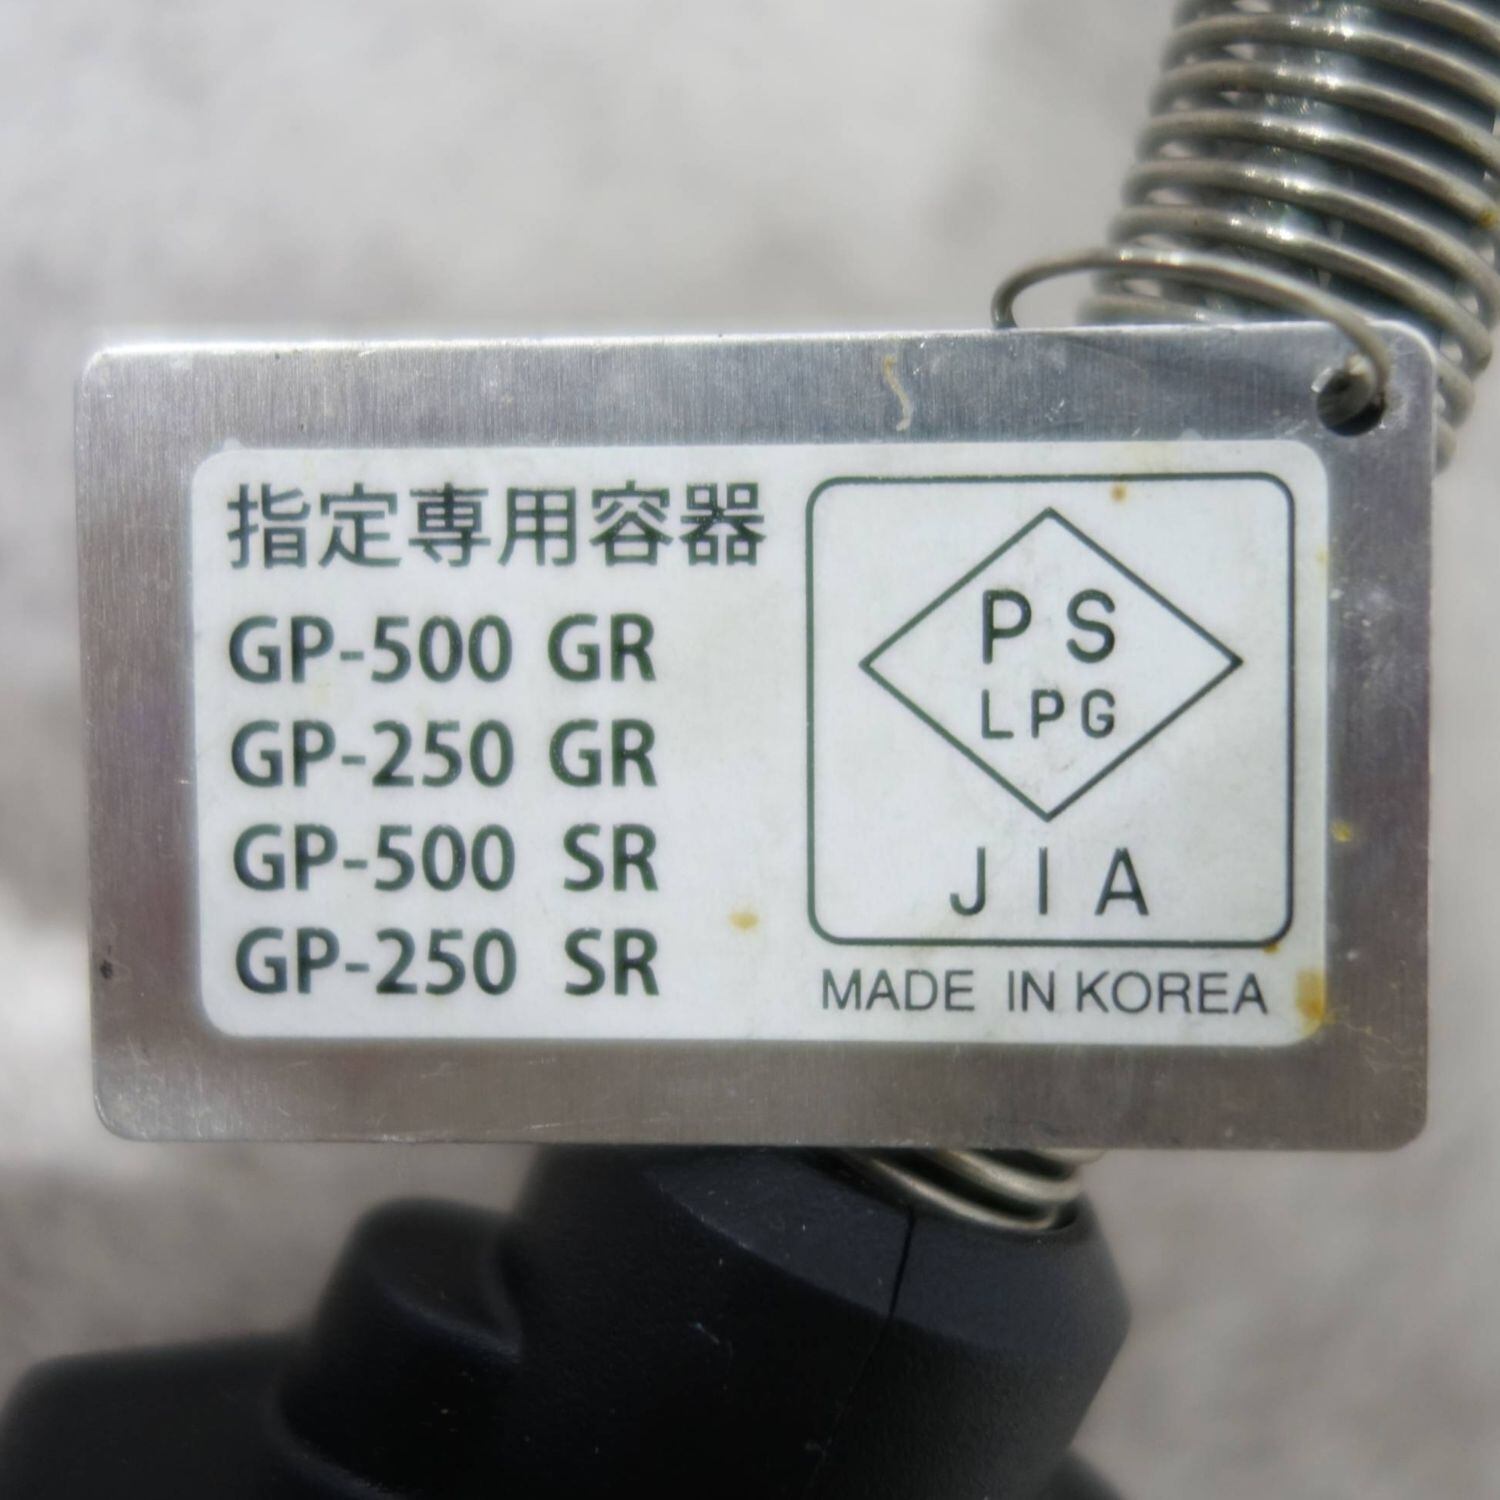 指定専用容器
GP-500 GR
GP-250 GR
GP-500 SR
GP-250 SR
PS
LPG
JIA
MADE IN KOREA